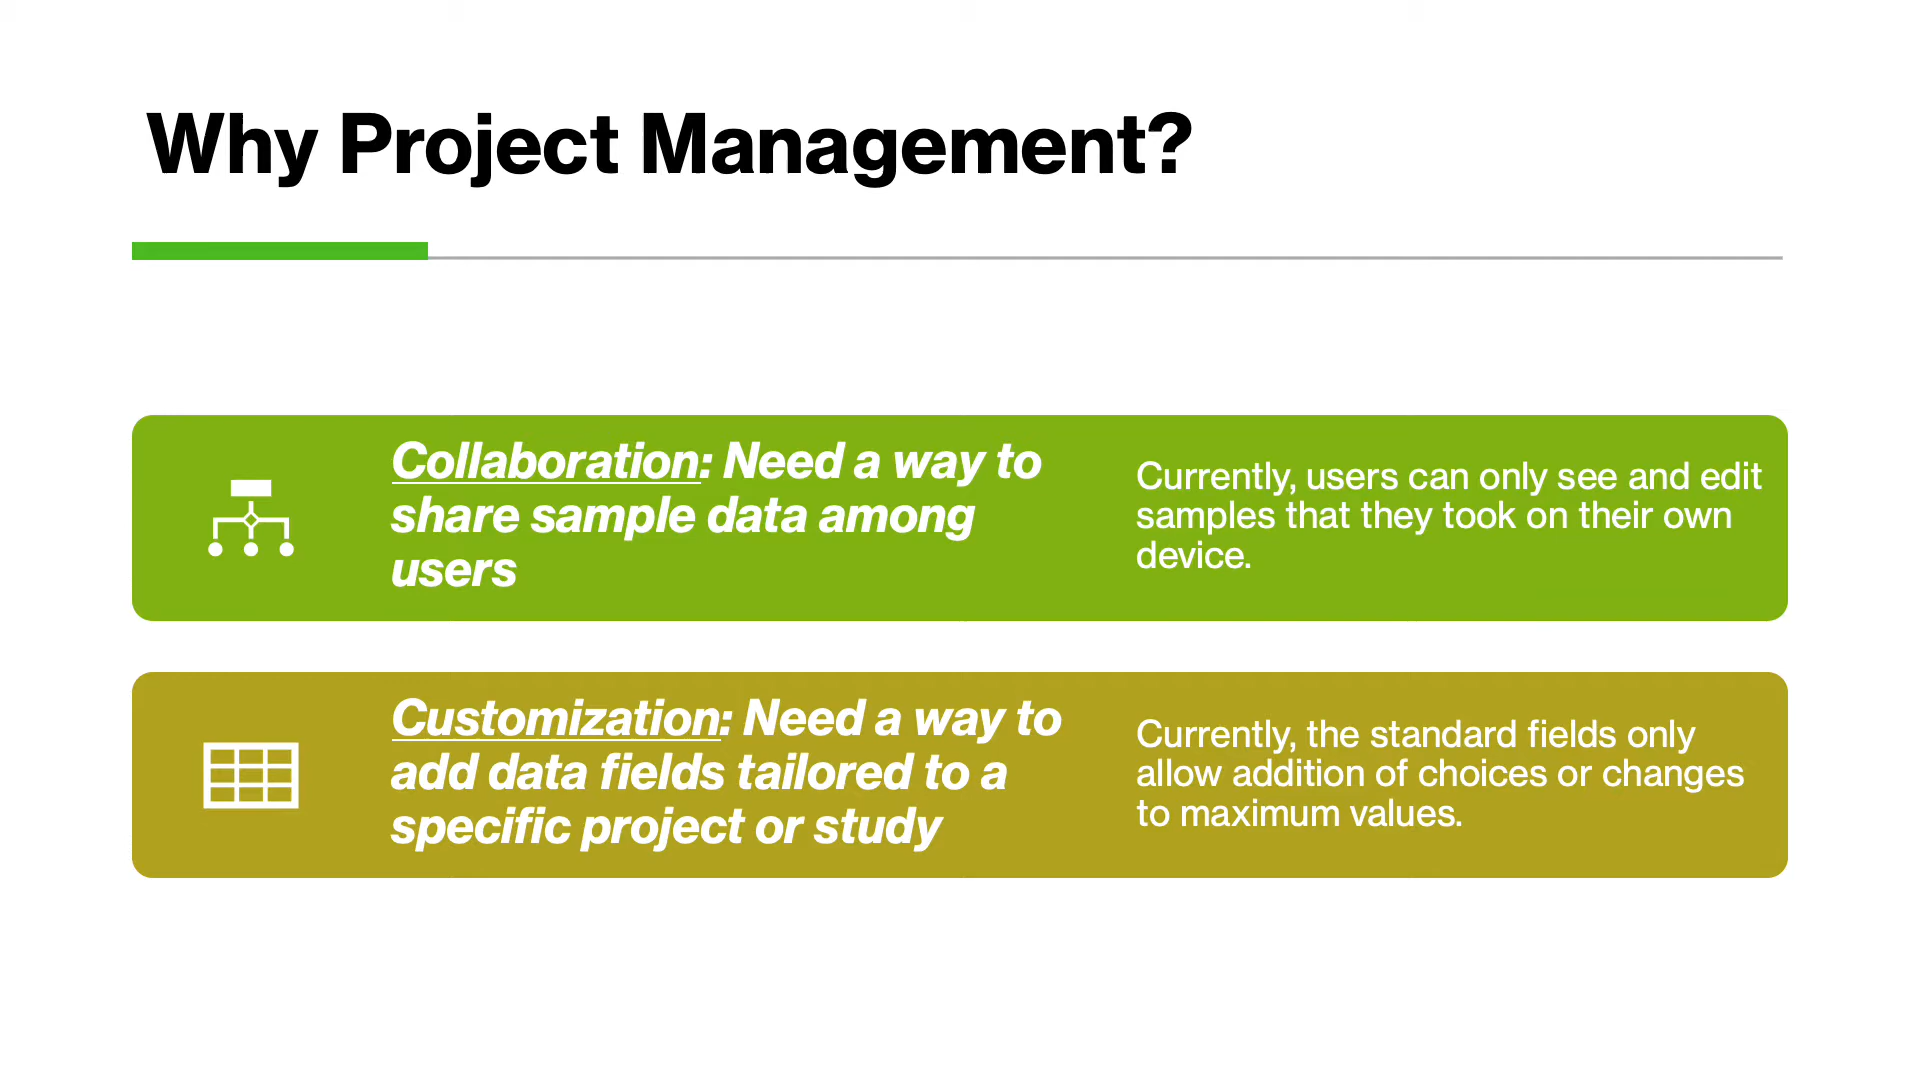 Why Project Management?
Collaboration: Need a way to
share sample data among
users
Currently, users can only see and edit
samples that they took on their own
device.
Customization: Need a way to
add data fields tailored to a
specific project or study
Currently, the standard fields only
allow addition of choices or changes
to maximum values.